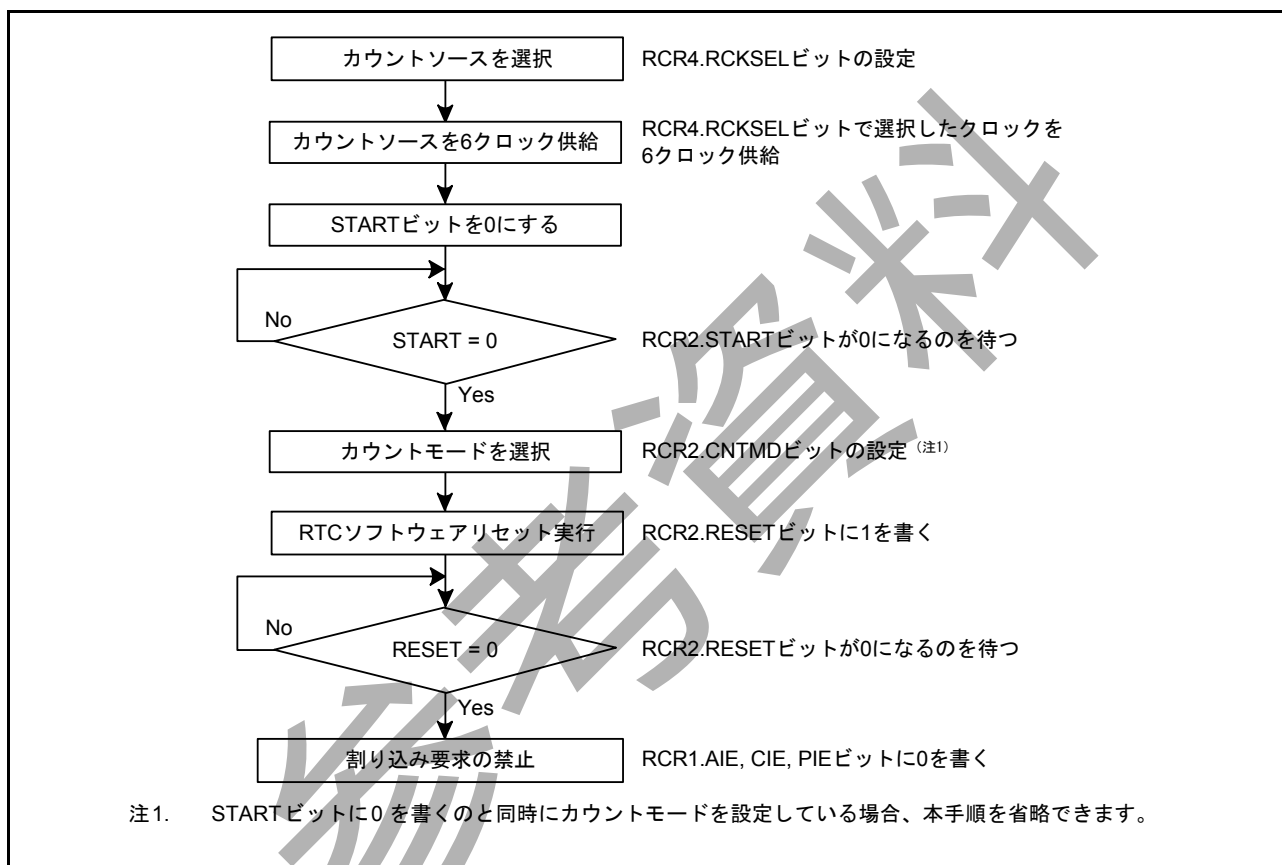 カウントソースを選択
RCR4.RCKSELビットの設定
カウントソースを6クロック供給
RCR4.RCKSELビットで選択したクロックを
6クロック供給
STARTビットを0にする
No
START = 0
RCR2.STARTビットが0になるのを待つ
Yes
カウントモードを選択
RCR2.CNTMDビットの設定 (注1)
RTCソフトウェアリセット実行
RCR2.RESETビットに1を書く
No
RESET = 0
RCR2.RESETビットが0になるのを待つ
Yes
割り込み要求の禁止
RCR1.AIE, CIE, PIEビットに0を書く
注1. STARTビットに0 を書くのと同時にカウントモードを設定している場合、本手順を省略できます。
参考資料